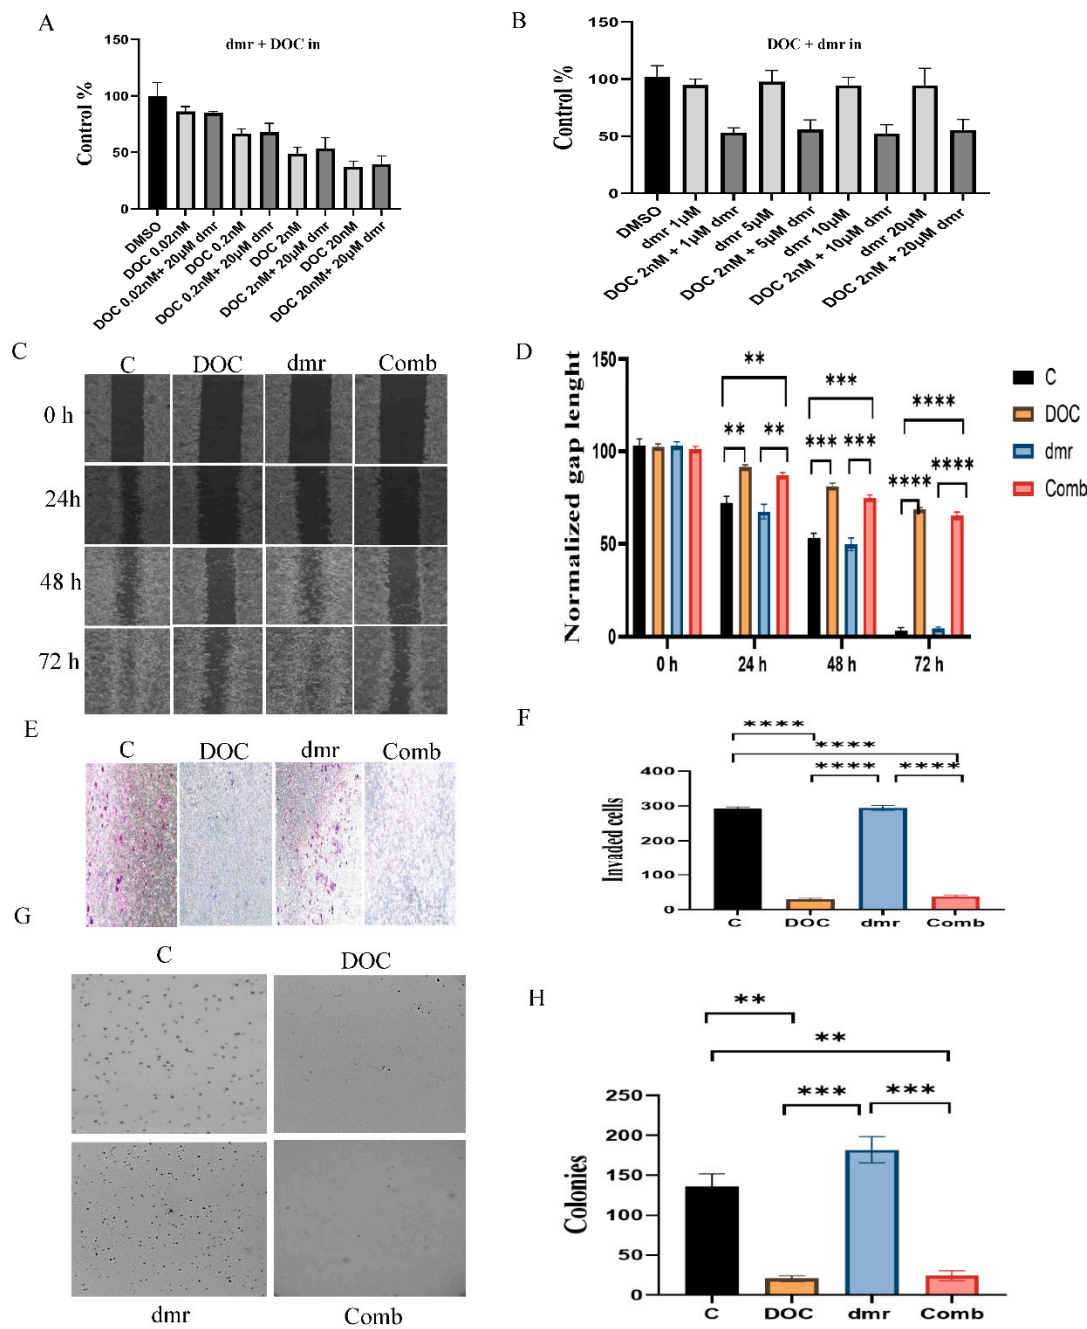 A
dmr + DOC in
Control %
150
100
50
0
DMSO
DOC 0.02nM
DOC 0.02nM+ 20µM dmr
DOC 0.2nM
DOC 0.2nM+ 20µM dmr
DOC 2nM
DOC 2nM + 20µM dmr
DOC 20nM
DOC 20nM+ 20µM dmr
B
DOC + dmr in
Control %
150
100
50
0
DMSO
dmr 1µM
DOC 2nM + 1µM dmr
dmr 5µM
DOC 2nM + 5µM dmr
dmr 10µM
DOC 2nM + 10µM dmr
dmr 20µM
DOC 2nM + 20µM dmr
C
C DOC dmr Comb
0 h
24h
48 h
72 h
D
Normalized gap lenght
150
100
50
0
** ** **
*** *** ***
**** **** ****
0 h 24 h 48 h 72 h
C
DOC
dmr
Comb
E
C DOC dmr Comb
F
****
****
**** ****
Invaded cells
400
300
200
100
0
C DOC dmr Comb
G
C DOC
dmr Comb
H
**
**
*** ***
Colonies
250
200
150
100
50
0
C DOC dmr Comb